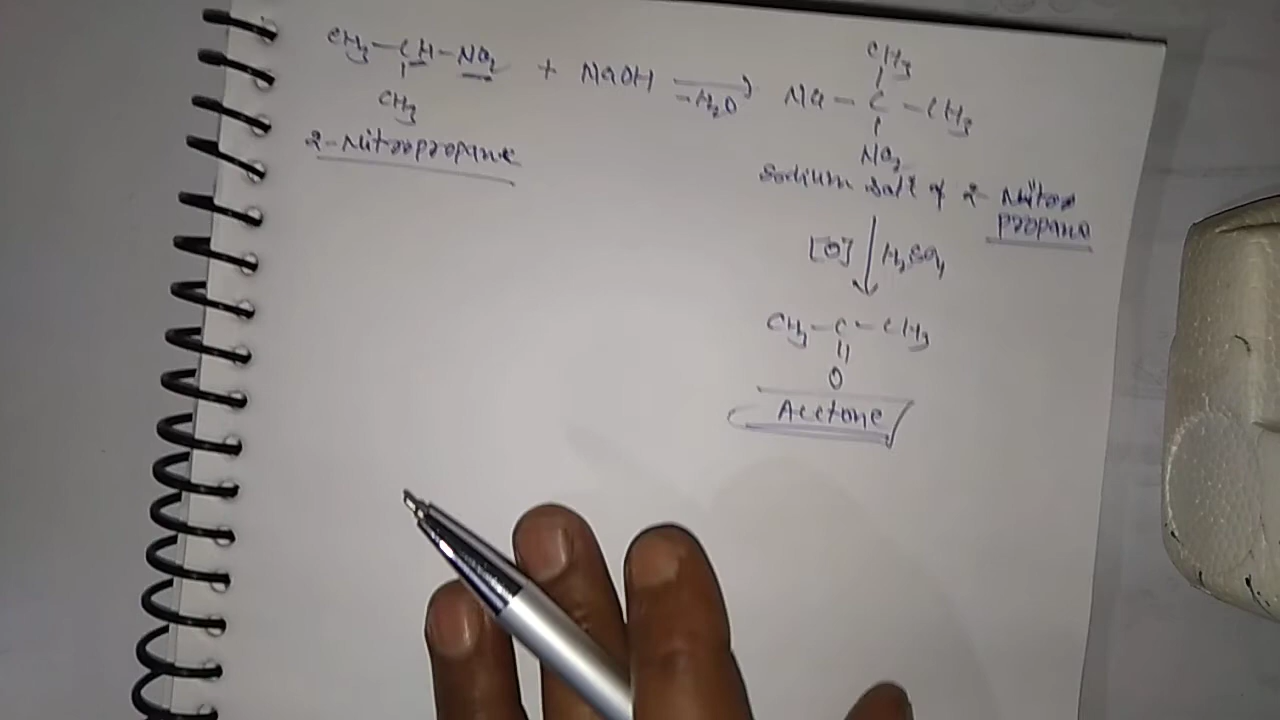 CH3-CH-NO2 + NaOH -H2O Na-C-CH3
CH3
CH3
NO2
2-Nitropropane
Sodium salt of 2-Nitro
propane
[O] H2SO4
CH3-C-CH3
O
Acetone